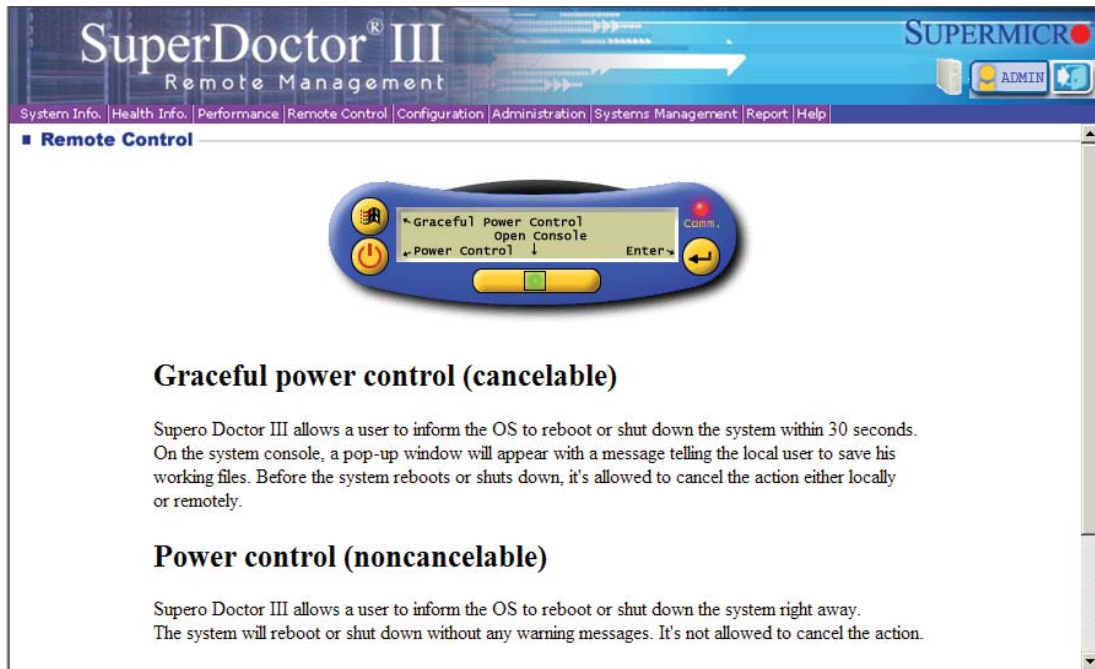 SuperDoctor® III
Remote Management
SUPERMICR
ADMIN
System Info. Health Info. Performance Remote Control Configuration Administration Systems Management Report Help
Remote Control
Graceful Power Control
Open Console
Power Control ↓ Enter
Comm.
Graceful power control (cancelable)
Supero Doctor III allows a user to inform the OS to reboot or shut down the system within 30 seconds.
On the system console, a pop-up window will appear with a message telling the local user to save his
working files. Before the system reboots or shuts down, it's allowed to cancel the action either locally
or remotely.
Power control (noncancelable)
Supero Doctor III allows a user to inform the OS to reboot or shut down the system right away.
The system will reboot or shut down without any warning messages. It's not allowed to cancel the action.